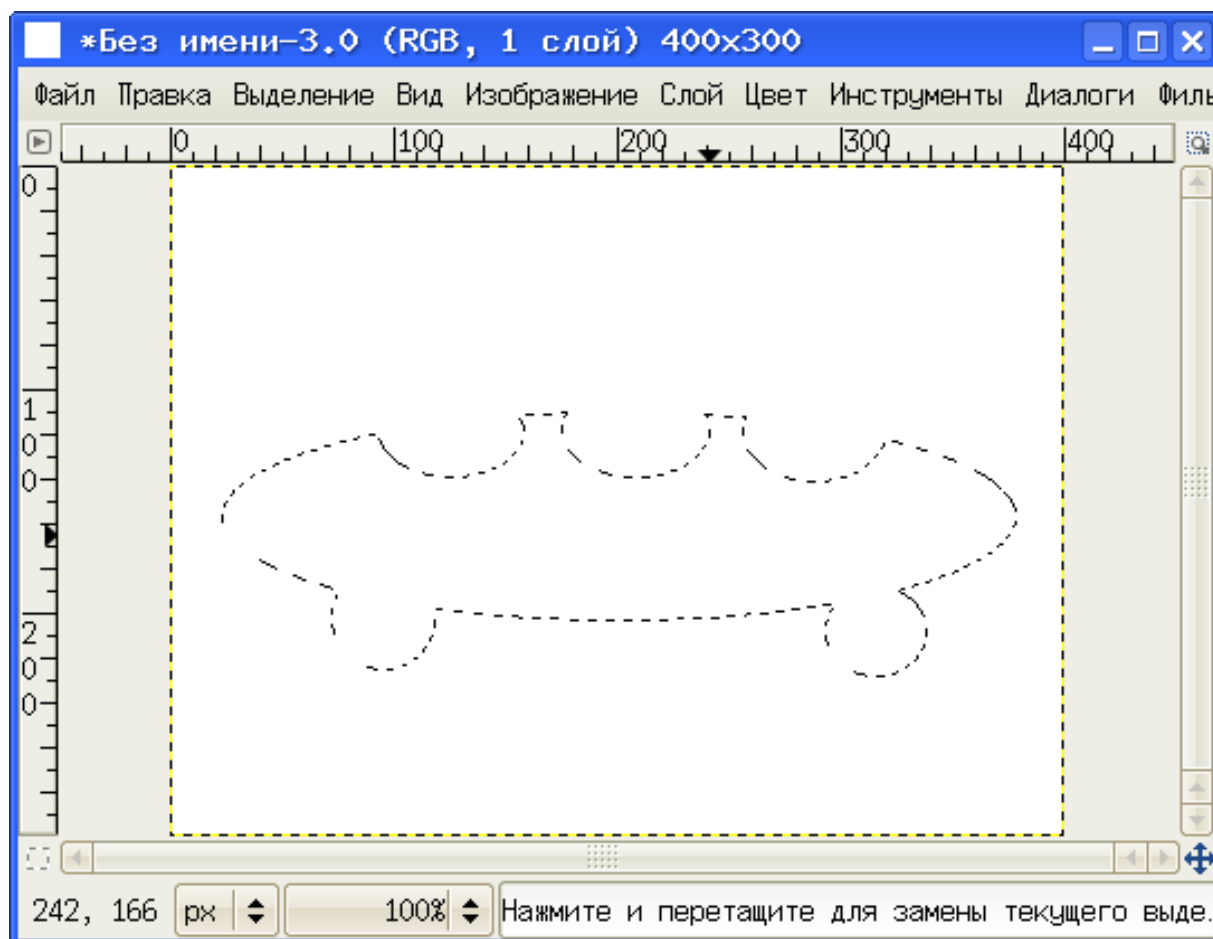 *Без имени-3.0 (RGB, 1 слой) 400x300
Файл Правка Выделение Вид Изображение Слой Цвет Инструменты Диалоги Филь
0 100 200 300 400
0
100
200
242, 166 px 100% Нажмите и перетащите для замены текущего выде.